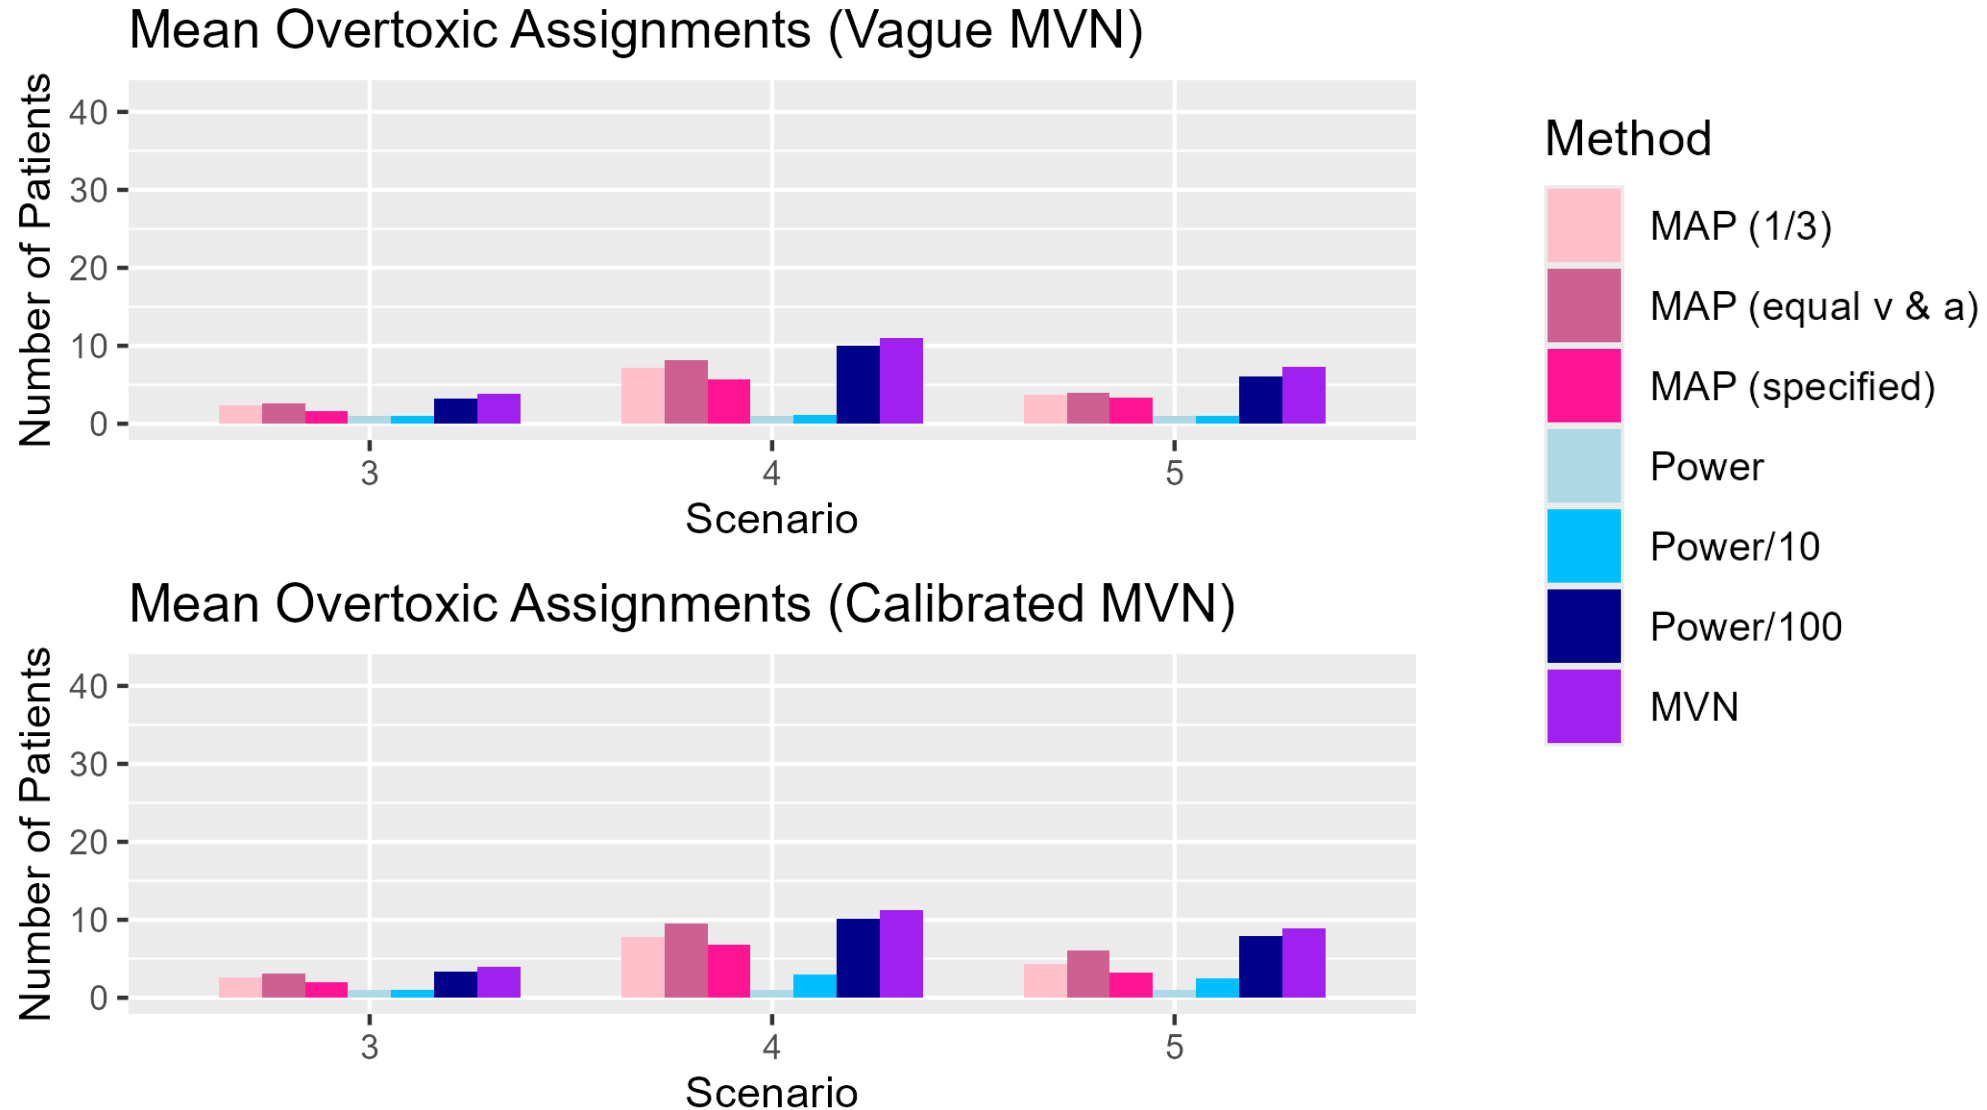 Mean Overtoxic Assignments (Vague MVN)
Number of Patients
40
30
20
10
0
3
4
5
Scenario
Mean Overtoxic Assignments (Calibrated MVN)
Number of Patients
40
30
20
10
0
3
4
5
Scenario
Method
MAP (1/3)
MAP (equal v & a)
MAP (specified)
Power
Power/10
Power/100
MVN